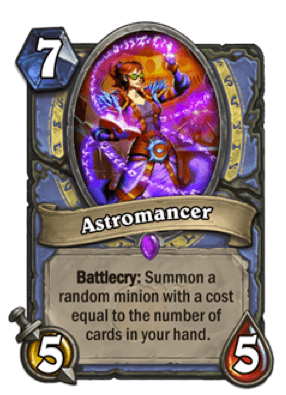 7
Astromancer
Battlecry: Summon a
random minion with a cost
equal to the number of
cards in your hand.
5 5